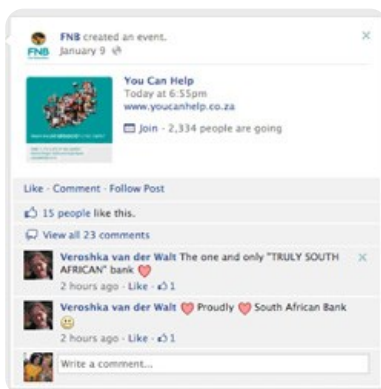 FNB created an event.
January 9
FNB
You Can Help
Today at 6:55pm
www.youcanhelp.co.za
Join · 2,334 people are going
Like · Comment · Follow Post
15 people like this.
View all 23 comments
Veroshka van der Walt The one and only "TRULY SOUTH
AFRICAN" bank
2 hours ago · Like · 1
Veroshka van der Walt Proudly South African Bank
2 hours ago · Like · 1
Write a comment...